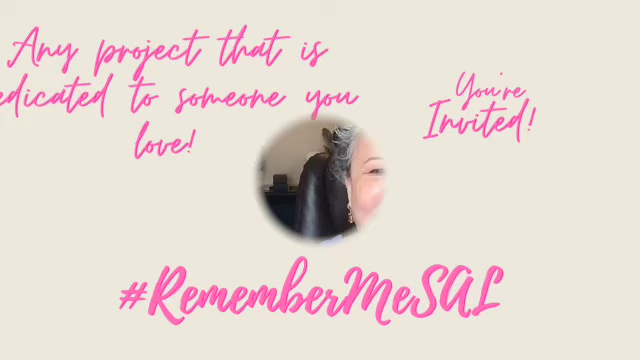 Any project that is
edicated to someone you
love!
You're
Invited!
#RememberMeSAL